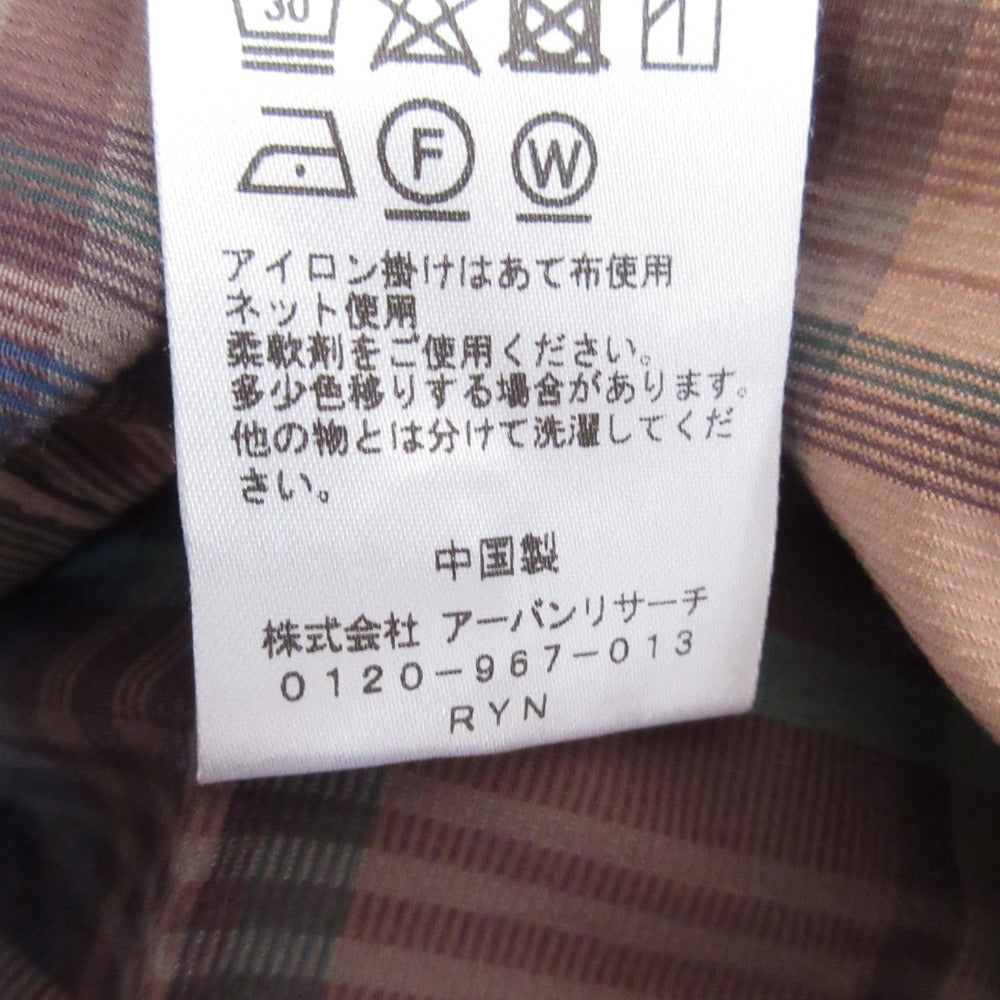 30
F W
アイロン掛けはあて布使用
ネット使用
柔軟剤をご使用ください。
多少色移りする場合があります。
他の物とは分けて洗濯してくだ
さい。
中国製
株式会社 アーバンリサーチ
0120-967-013
RYN